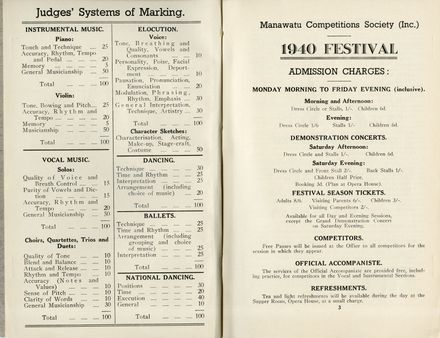 Judges' Systems of Marking.
INSTRUMENTAL MUSIC.
Piano:
Touch and Technique ... 25
Accuracy, Rhythm, Tempo
and Pedal ... ... ... 20
Memory ... ... ... 5
General Musicianship ... 50
Total ... ... 100
Violin:
Tone, Bowing and Pitch... 25
Accuracy, Rhythm and
Tempo ... ... ... 20
Memory ... ... ... 5
Musicianship ... ... 50
Total ... ... 100
VOCAL MUSIC.
Solos:
Quality of Voice and
Breath Control ... ... 15
Purity of Vowels and Dic-
tion ... ... ... 15
Accuracy, Rhythm and
Tempo ... ... ... 20
General Musicianship ... 50
Total ... ... 100
Choirs, Quartettes, Trios and
Duets:
Quality of Tone ... ... 10
Blend and Balance ... 10
Attack and Release ... 10
Rhythm and Tempo ... 10
Accuracy (Notes and
Values) ... ... ... 10
Sense of Pitch ... ... 10
Clarity of Words ... 10
General Musicianship ... 30
Total ... ... 100
ELOCUTION.
Voice:
Tone, Breathing and
Quality, Vowels and
Consonants ... ... 10
Personality, Poise, Facial
Expression, Deport-
ment ... ... ... 10
Pausation, Pronunciation,
Enunciation ... ... 20
Modulation, Phrasing,
Rhythm, Emphasis ... 30
General Interpretation,
Technique, Artistry ... 30
Total ... ... 100
Character Sketches:
Characterisation, Acting,
Make-up, Stage-craft,
Costume ... ... ... 50
DANCING.
Technique ... ... ... 30
Time and Rhythm ... 25
Interpretation ... ... 25
Arrangement (including
choice of music) ... 20
Total ... ... 100
BALLETS.
Technique ... ... ... 25
Time and Rhythm ... 25
Arrangement (including
grouping and choice
of music) ... ... ... 25
Interpretation ... ... 25
Total ... ... 100
NATIONAL DANCING.
Positions ... ... ... 30
Time ... ... ... 20
Execution ... ... ... 40
General ... ... ... 10
Total ... ... 100
Manawatu Competitions Society (Inc.)
1940 FESTIVAL
ADMISSION CHARGES:
MONDAY MORNING TO FRIDAY EVENING (inclusive).
Morning and Afternoon:
Dress Circle or Stalls, 1/- Children 6d.
Evening:
Dress Circle 1/6 Stalls 1/- Children 6d.
DEMONSTRATION CONCERTS.
Saturday Afternoon:
Dress Circle and Stalls 1/-. Children 6d.
Saturday Evening:
Dress Circle and Front Stall 2/-. Back Stalls 1/-
Children Half Price.
Booking 3d. (Plan at Opera House).
FESTIVAL SEASON TICKETS.
Adults 8/6. Visiting Parents 6/-. Children 3/-.
Visiting Competitors 2/-.
Available for all Day and Evening Sessions,
except the Grand Demonstration Concert
on Saturday Evening.
COMPETITORS.
Free Passes will be issued at the Office to all competitors for the
session in which they appear.
OFFICIAL ACCOMPANISTE.
The services of the Official Accompaniste are provided free, includ-
ing practice, for competitors in the Vocal and Instrumental Sections.
REFRESHMENTS.
Tea and light refreshments will be available during the day at the
Supper Room, Opera House, at a small charge.
3